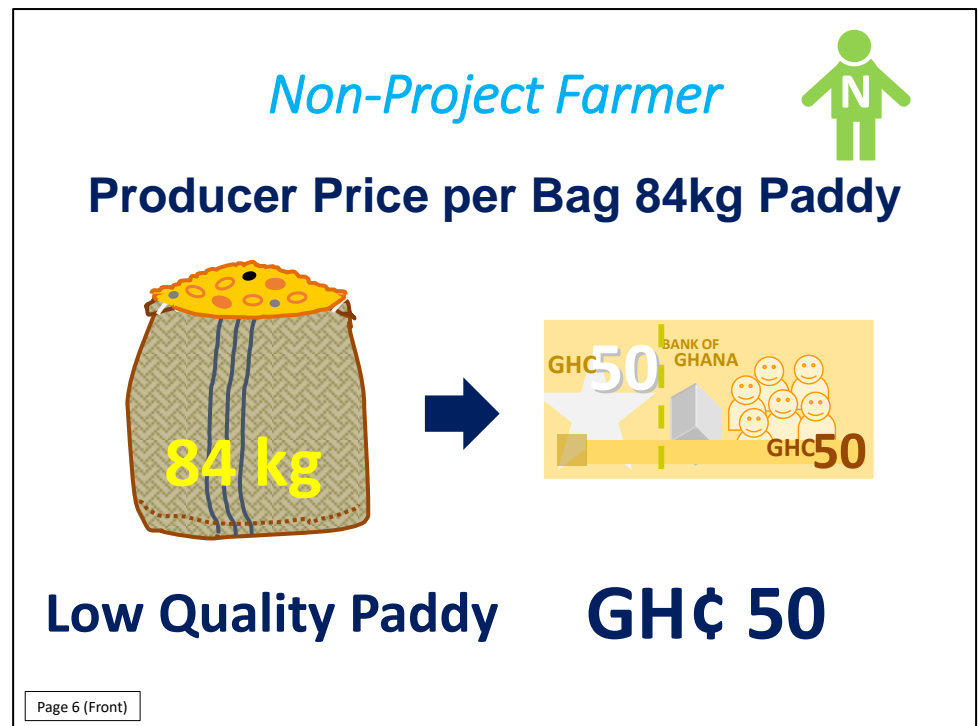 Non-Project Farmer
N
Producer Price per Bag 84kg Paddy
84 kg
GHC50
BANK OF
GHANA
GHC50
Low Quality Paddy
GH¢ 50
Page 6 (Front)